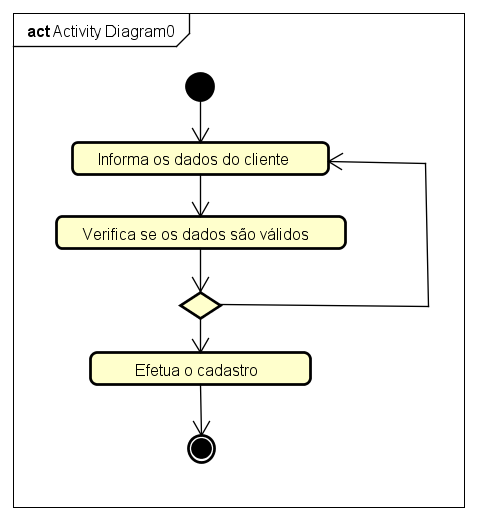 act Activity Diagram0
Informa os dados do cliente
Verifica se os dados são válidos
Efetua o cadastro